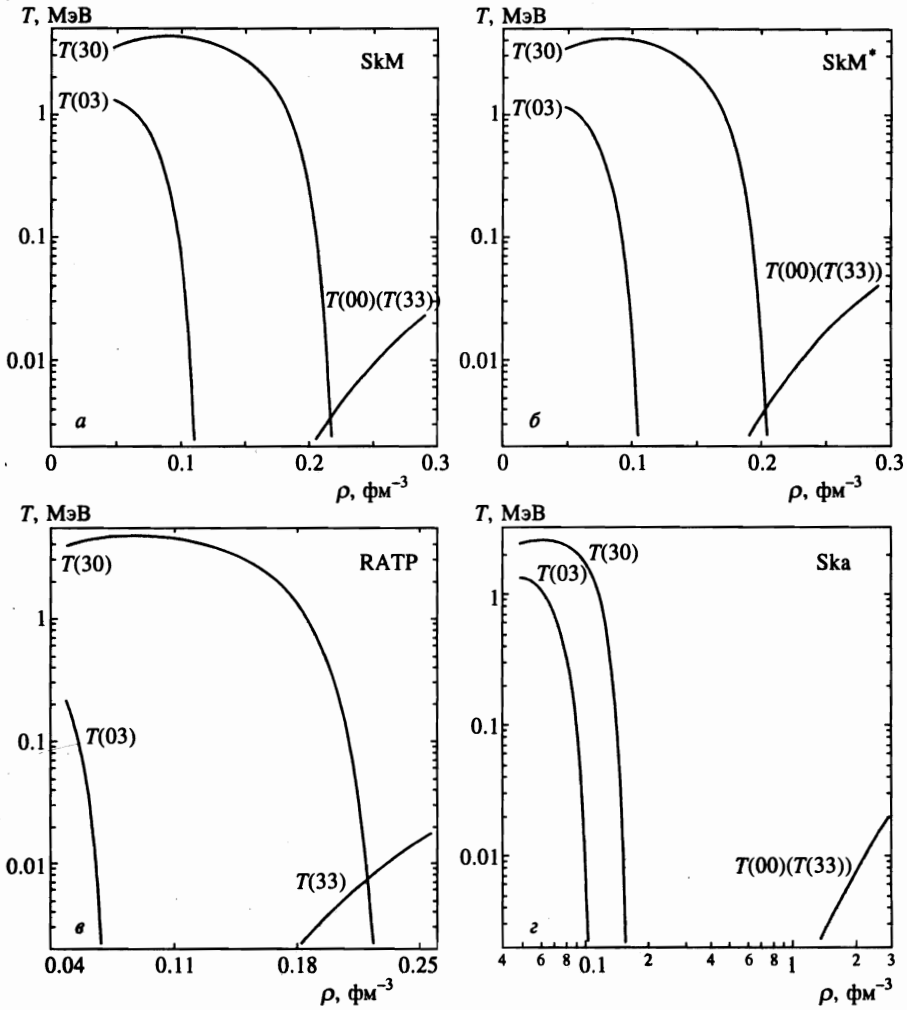 T, МэВ
T(30)
SkM
T(03)
1
0.1
T(00)(T(33))
0.01
а
0 0.1 0.2 0.3
ρ, фм⁻³
T, МэВ
T(30)
SkM*
T(03)
1
0.1
T(00)(T(33))
0.01
б
0 0.1 0.2 0.3
ρ, фм⁻³
T, МэВ
T(30)
RATP
1
0.1
T(03)
T(33)
0.01
в
0.04 0.11 0.18 0.25
ρ, фм⁻³
T, МэВ
T(30)
Ska
T(03)
1
0.1
T(00)(T(33))
0.01
г
4 6 8 0.1 2 4 6 8 1 2 3
ρ, фм⁻³